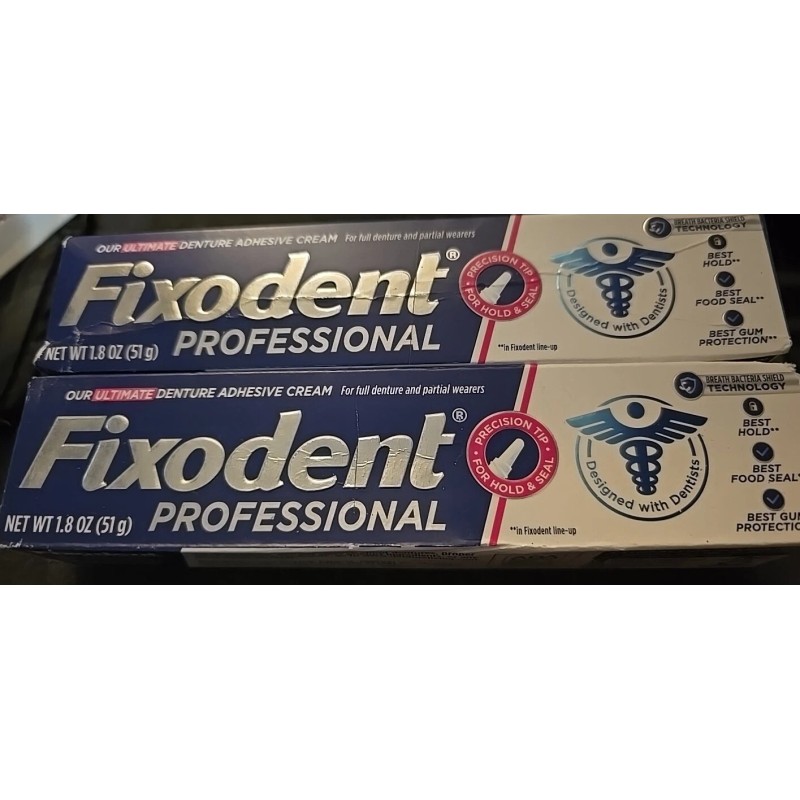 OUR ULTIMATE DENTURE ADHESIVE CREAM For full denture and partial wearers
Fixodent®
NET WT 1.8 OZ (51 g) PROFESSIONAL
PRECISION TIP
• FOR HOLD & SEAL •
**in Fixodent line-up
Designed with Dentists
BREATH BACTERIA SHIELD
TECHNOLOGY
BEST
HOLD**
BEST
FOOD SEAL**
BEST GUM
PROTECTION**
OUR ULTIMATE DENTURE ADHESIVE CREAM For full denture and partial wearers
Fixodent®
NET WT 1.8 OZ (51 g) PROFESSIONAL
PRECISION TIP
• FOR HOLD & SEAL •
**in Fixodent line-up
Designed with Dentists
BREATH BACTERIA SHIELD
TECHNOLOGY
BEST
HOLD**
BEST
FOOD SEAL*
BEST GUM
PROTECTIO